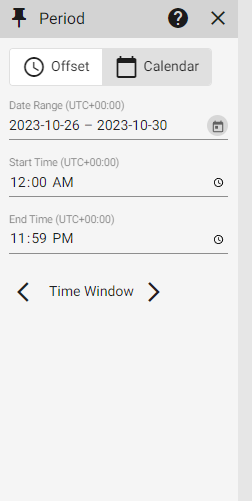 Period
Offset Calendar
Date Range (UTC+00:00)
2023-10-26 – 2023-10-30
Start Time (UTC+00:00)
12:00 AM
End Time (UTC+00:00)
11:59 PM
Time Window